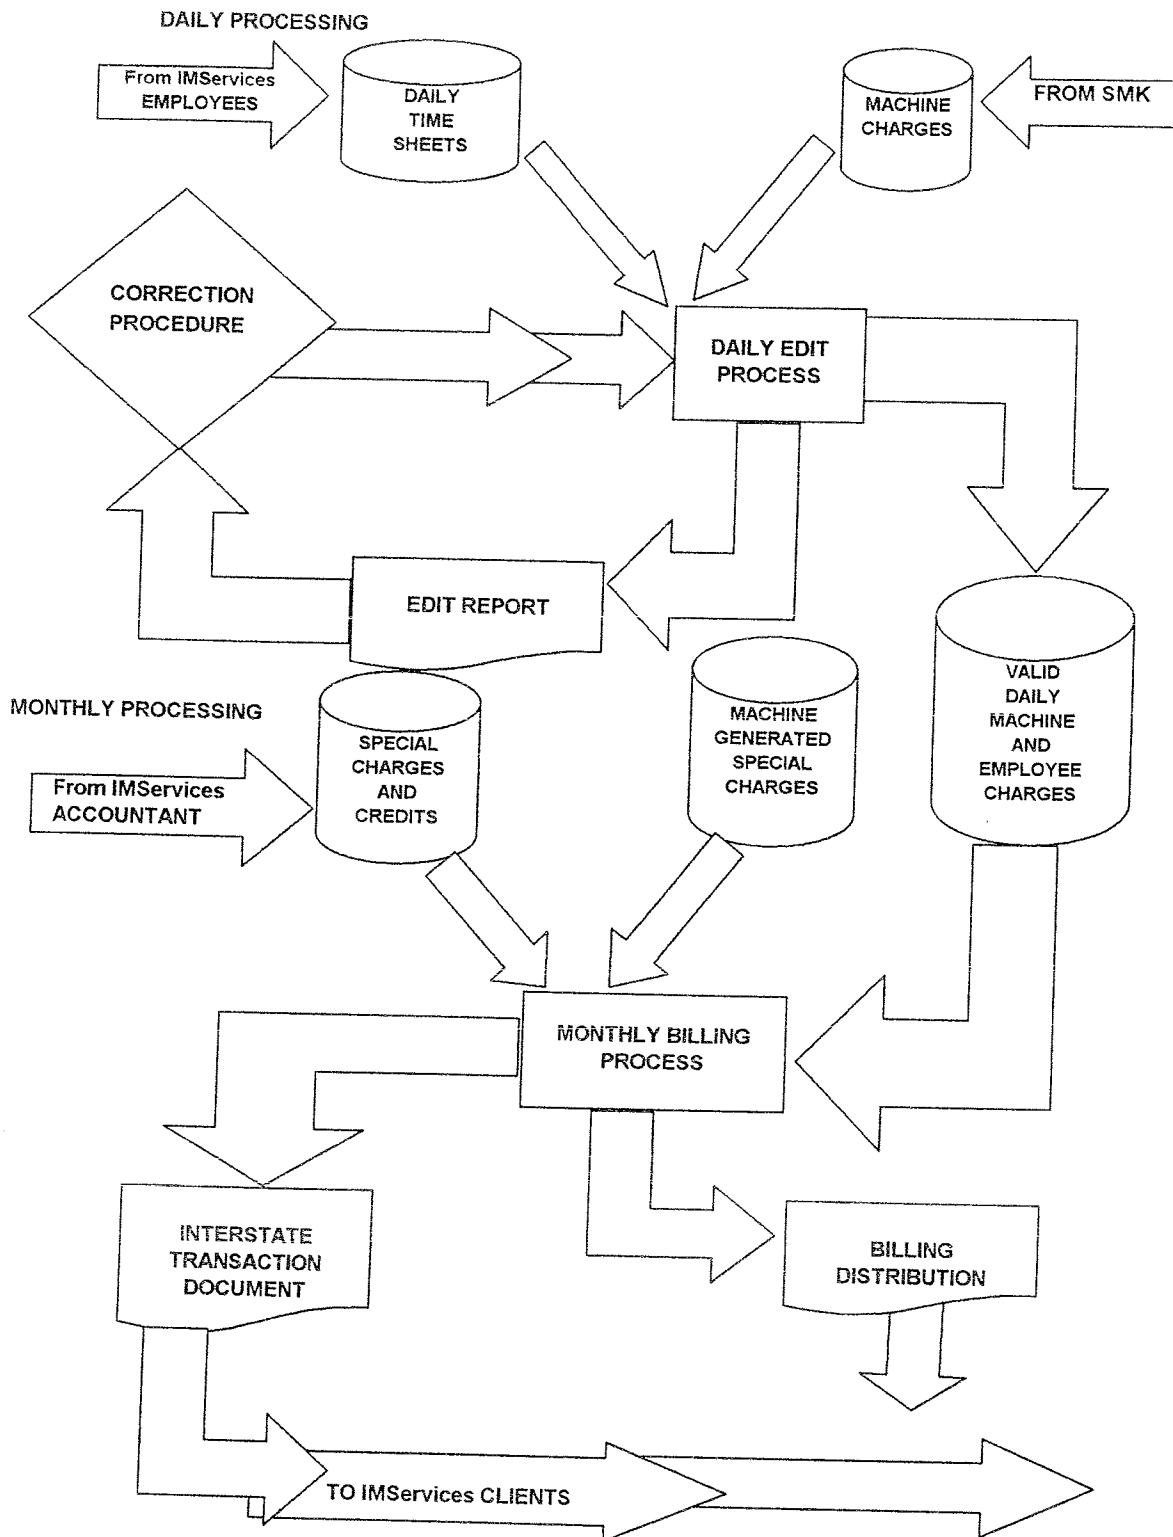 DAILY PROCESSING
From IMServices
EMPLOYEES
DAILY
TIME
SHEETS
MACHINE
CHARGES
FROM SMK
CORRECTION
PROCEDURE
DAILY EDIT
PROCESS
EDIT REPORT
MONTHLY PROCESSING
From IMServices
ACCOUNTANT
SPECIAL
CHARGES
AND
CREDITS
MACHINE
GENERATED
SPECIAL
CHARGES
VALID
DAILY
MACHINE
AND
EMPLOYEE
CHARGES
MONTHLY BILLING
PROCESS
INTERSTATE
TRANSACTION
DOCUMENT
BILLING
DISTRIBUTION
TO IMServices CLIENTS